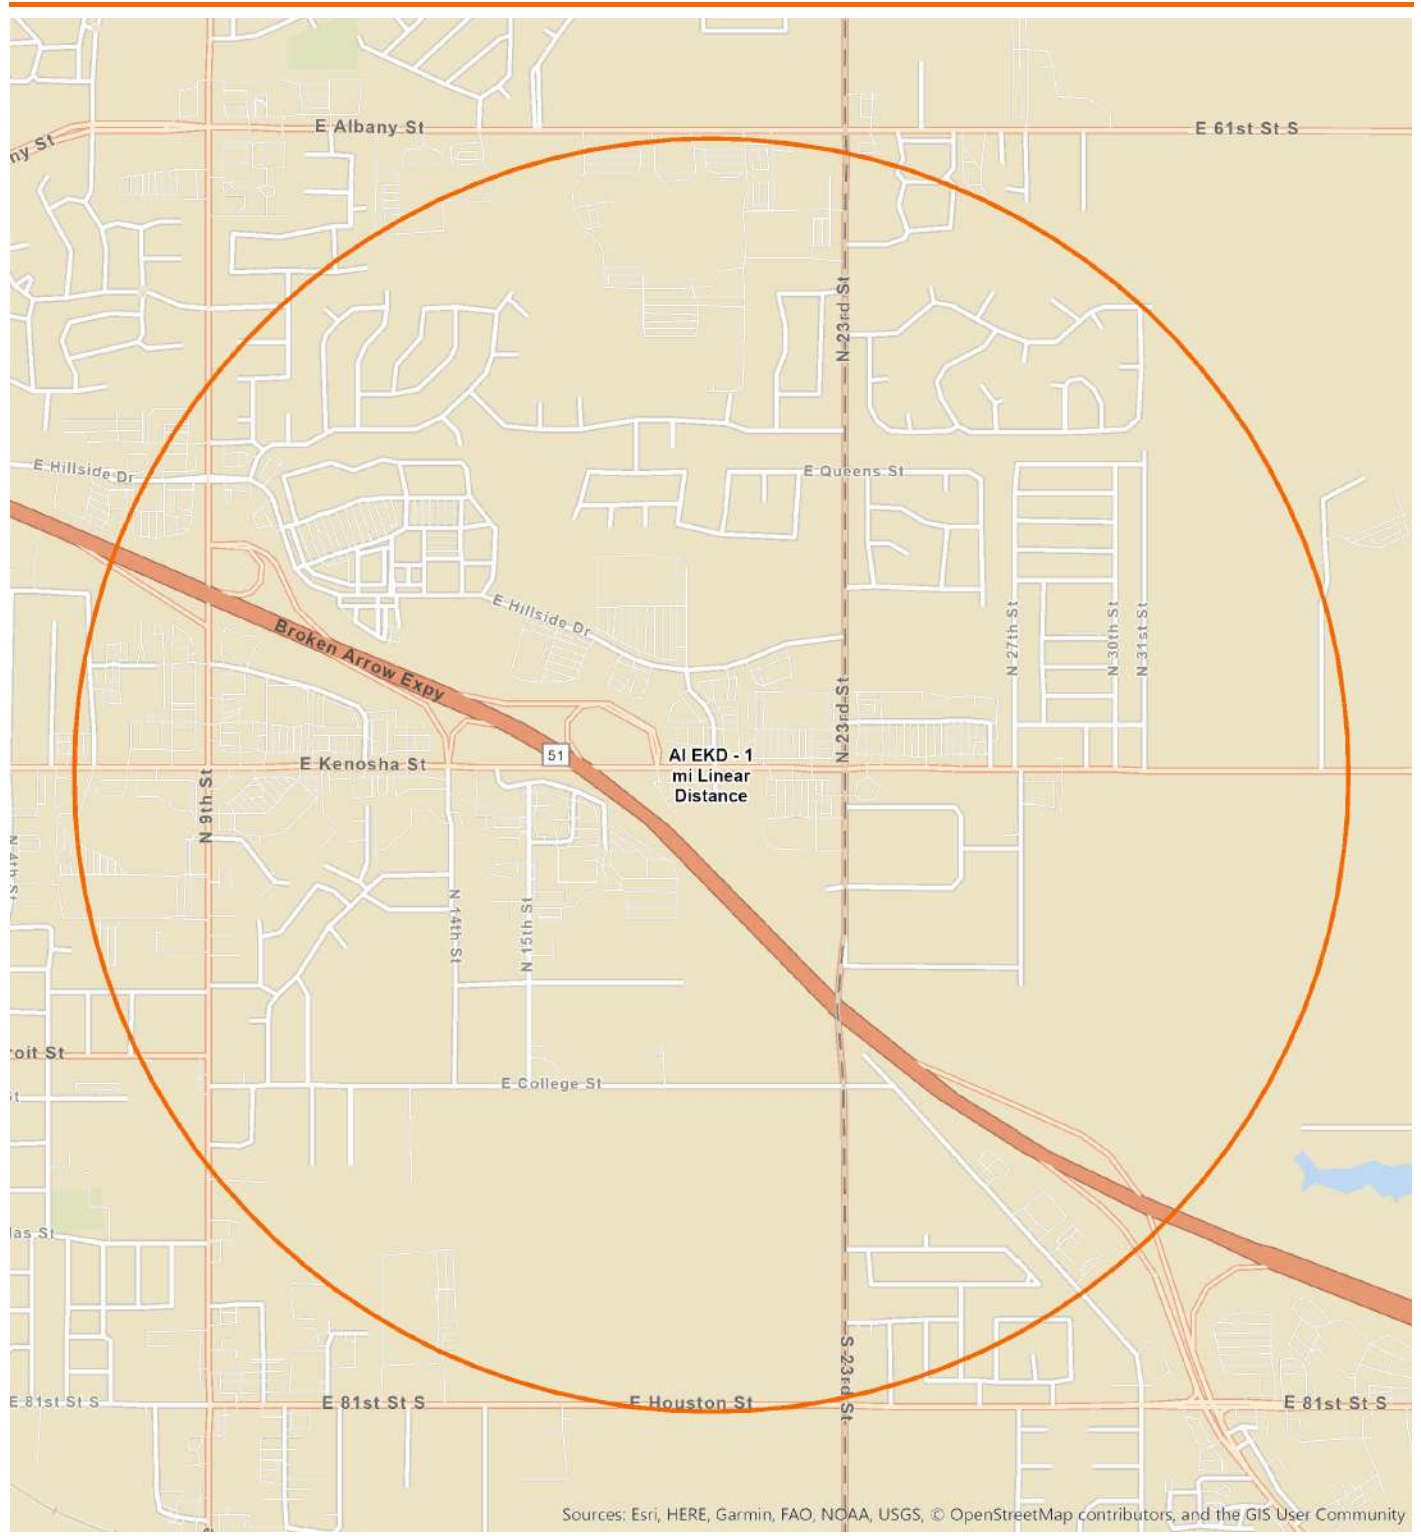 E Albany St
E 61st St S
ny St
N 23rd St
E Hillside Dr
E Queens St
E Hillside Dr
N 27th St
N 30th St
N 31st St
Broken Arrow Expy
N 23rd St
51
E Kenosha St
AI EKD - 1
mi Linear
Distance
N 9th St
N 4th St
N 14th St
N 15th St
oit St
E College St
St
las St
S 23rd St
E 81st St S
E 81st St S
E Houston St
E 81st St S
Sources: Esri, HERE, Garmin, FAO, NOAA, USGS, © OpenStreetMap contributors, and the GIS User Community